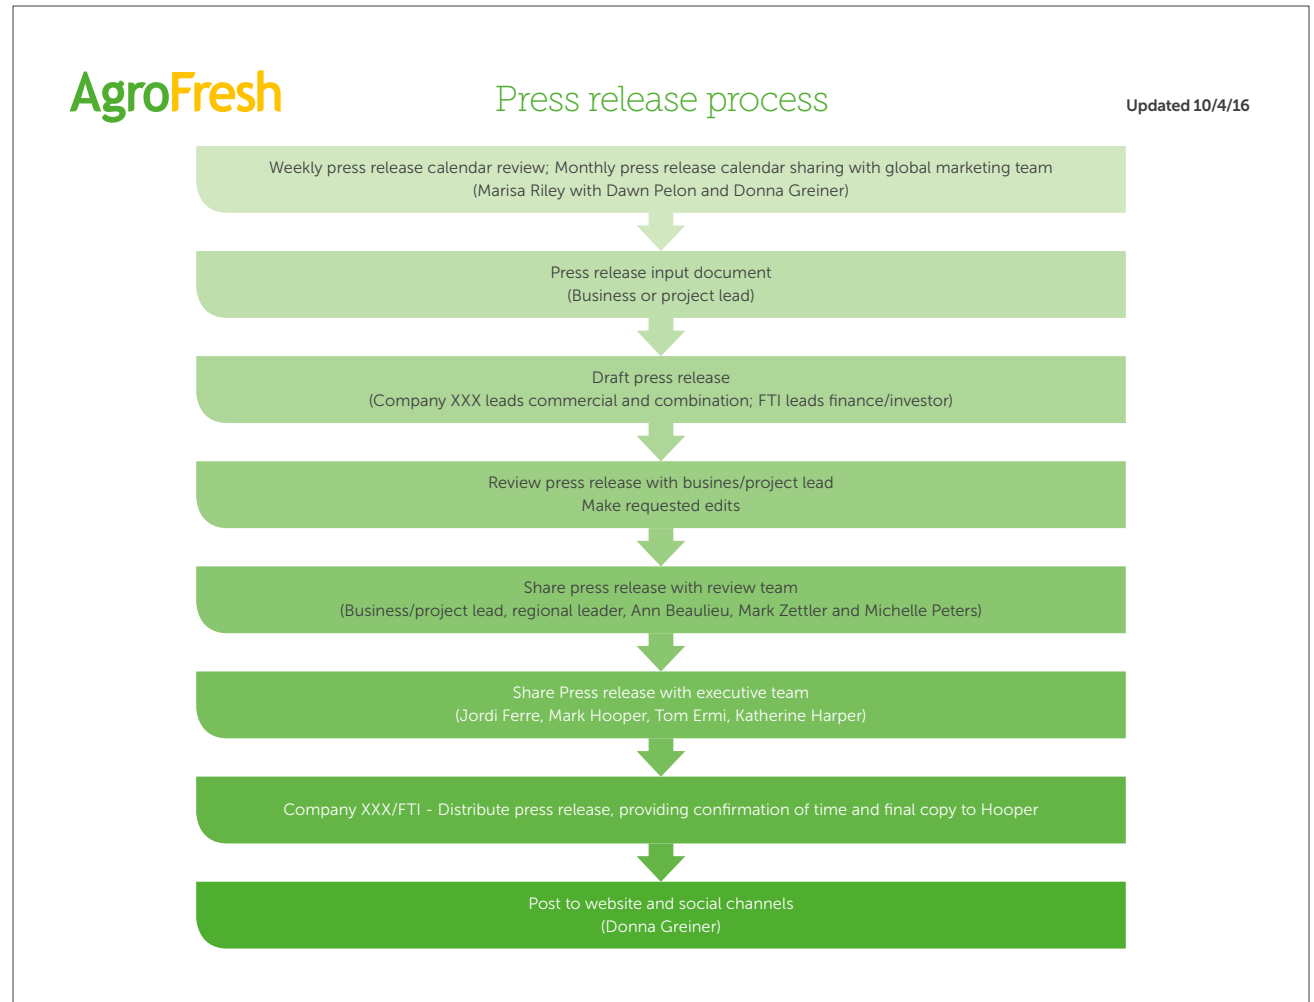 AgroFresh
Press release process
Updated 10/4/16
Weekly press release calendar review; Monthly press release calendar sharing with global marketing team
(Marisa Riley with Dawn Pelon and Donna Greiner)
Press release input document
(Business or project lead)
Draft press release
(Company XXX leads commercial and combination; FTI leads finance/investor)
Review press release with busines/project lead
Make requested edits
Share press release with review team
(Business/project lead, regional leader, Ann Beaulieu, Mark Zettler and Michelle Peters)
Share Press release with executive team
(Jordi Ferre, Mark Hooper, Tom Ermi, Katherine Harper)
Company XXX/FTI - Distribute press release, providing confirmation of time and final copy to Hooper
Post to website and social channels
(Donna Greiner)